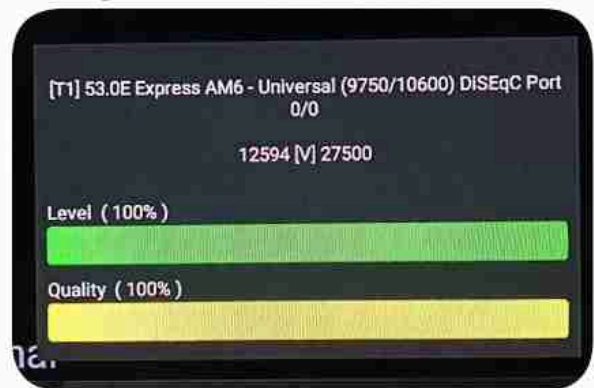 [T1] 53.0E Express AM6 - Universal (9750/10600) DiSEqC Port
0/0
12594 [V] 27500
Level ( 100% )
Quality ( 100% )